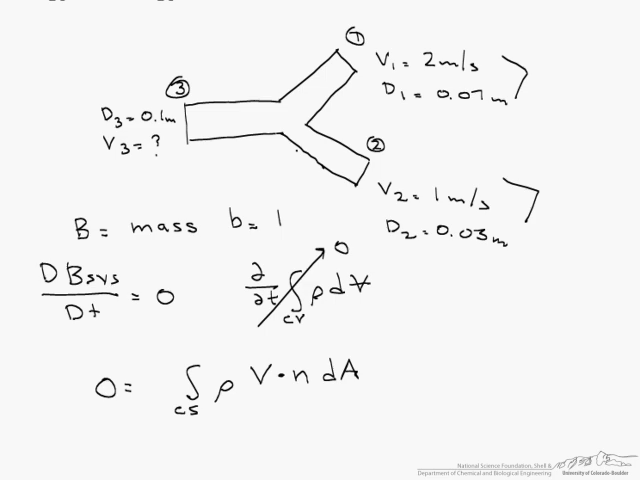 ①
V₁ = 2m/s
D₁ = 0.07m
③
D₃ = 0.1m
V₃ = ?
②
V₂ = 1 m/s
D₂ = 0.03m
B = mass b = 1
DBsys/Dt = 0 ∂/∂t ∫cv ρ dV 0
0 = ∫cs ρ V · n dA
National Science Foundation, Shell &
Department of Chemical and Biological Engineering
University of Colorado-Boulder